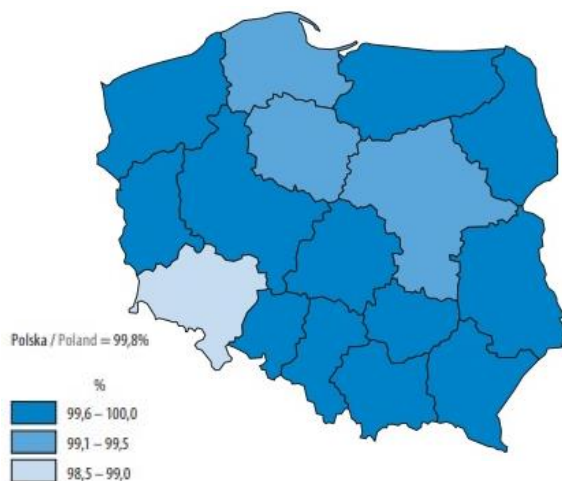 Polska / Poland = 99,8%
%
99,6 – 100,0
99,1 – 99,5
98,5 – 99,0